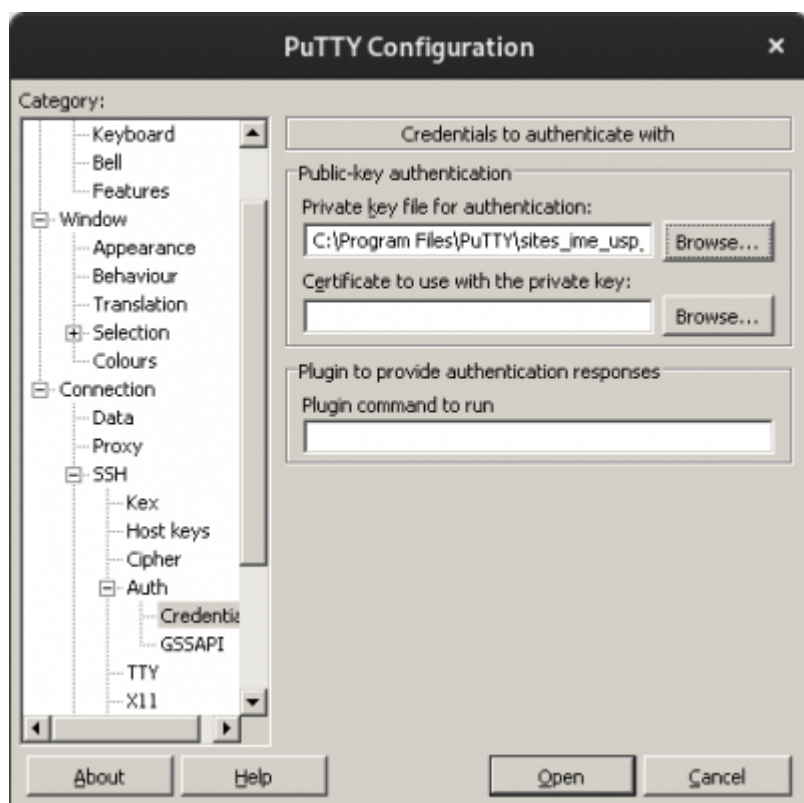 PuTTY Configuration
Category:
Keyboard
Bell
Features
Window
Appearance
Behaviour
Translation
Selection
Colours
Connection
Data
Proxy
SSH
Kex
Host keys
Cipher
Auth
Credentia
GSSAPI
TTY
X11
Credentials to authenticate with
Public-key authentication
Private key file for authentication:
C:\Program Files\PuTTY\sites_ime_usp_ Browse...
Certificate to use with the private key:
Browse...
Plugin to provide authentication responses
Plugin command to run
About Help Open Cancel